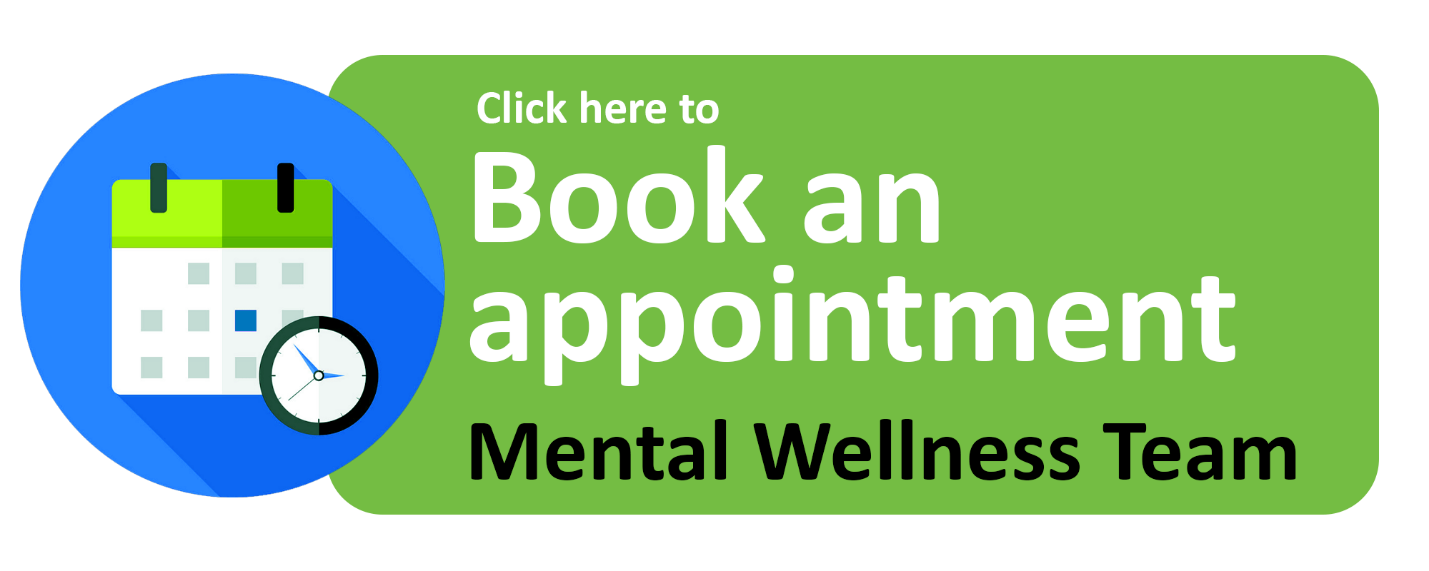 Click here to
Book an
appointment
Mental Wellness Team